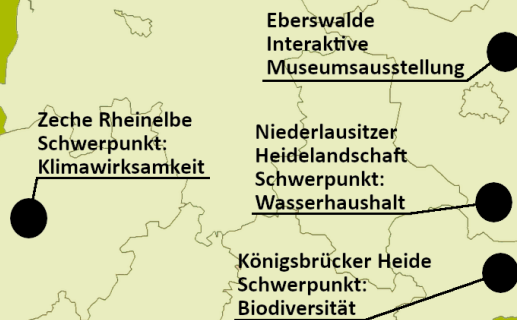 Eberswalde
Interaktive
Museumsausstellung
Zeche Rheinelbe
Schwerpunkt:
Klimawirksamkeit
Niederlausitzer
Heidelandschaft
Schwerpunkt:
Wasserhaushalt
Königsbrücker Heide
Schwerpunkt:
Biodiversität